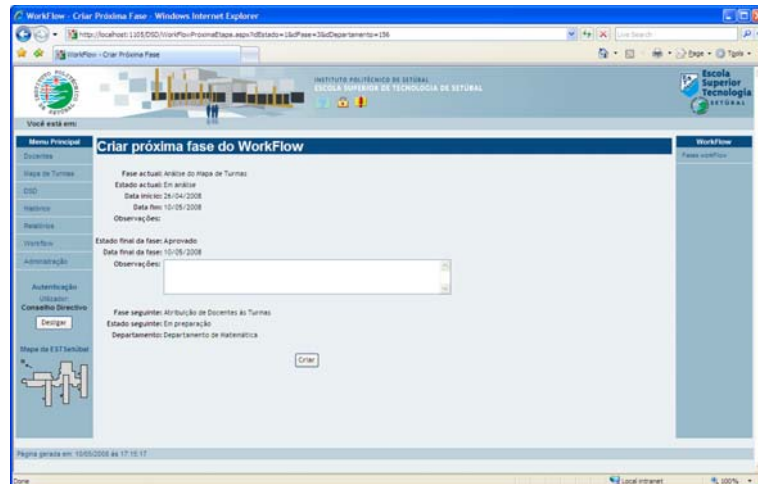 WorkFlow - Criar Próxima Fase - Windows Internet Explorer
http://localhost:1105/DSD/WorkFlowProximaEtapa.aspx?idEstado=1&idFase=3&idDepartamento=156
Live Search
WorkFlow - Criar Próxima Fase
Page
Tools
INSTITUTO POLITÉCNICO DE SETÚBAL
ESCOLA SUPERIOR DE TECNOLOGIA DE SETÚBAL
Escola
Superior
Tecnologia
SETÚBAL
Você está em:
Menu Principal
Docentes
Mapa de Turmas
DSD
Histórico
Relatórios
Workflow
Administração
Autenticação
Utilizador:
Conselho Directivo
Desligar
Mapa da EST Setúbal
Criar próxima fase do WorkFlow
Fase actual: Análise do Mapa de Turmas
Estado actual: Em análise
Data início: 26/04/2008
Data fim: 10/05/2008
Observações:
Estado final da fase: Aprovado
Data final da fase: 10/05/2008
Observações:
Fase seguinte: Atribuição de Docentes às Turmas
Estado seguinte: Em preparação
Departamento: Departamento de Matemática
Criar
WorkFlow
Fases workFlow
Página gerada em: 10/05/2008 às 17:15:17
Done
Local intranet
100%